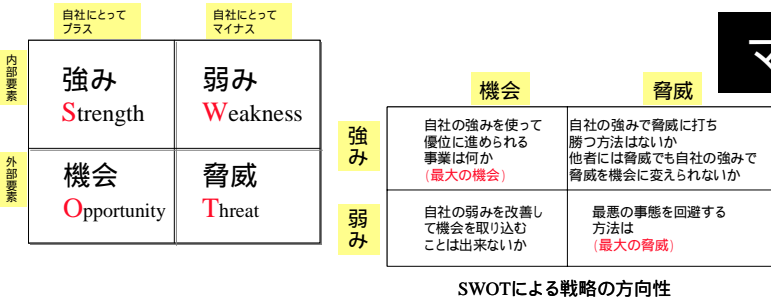 自社にとって
プラス
自社にとって
マイナス
内部要素
強み
Strength
弱み
Weakness
外部要素
機会
Opportunity
脅威
Threat
マ
機会
脅威
強み
自社の強みを使って
優位に進められる
事業は何か
(最大の機会)
自社の強みで脅威に打ち
勝つ方法はないか
他者には脅威でも自社の強みで
脅威を機会に変えられないか
弱み
自社の弱みを改善し
て機会を取り込む
ことは出来ないか
最悪の事態を回避する
方法は
(最大の脅威)
SWOTによる戦略の方向性